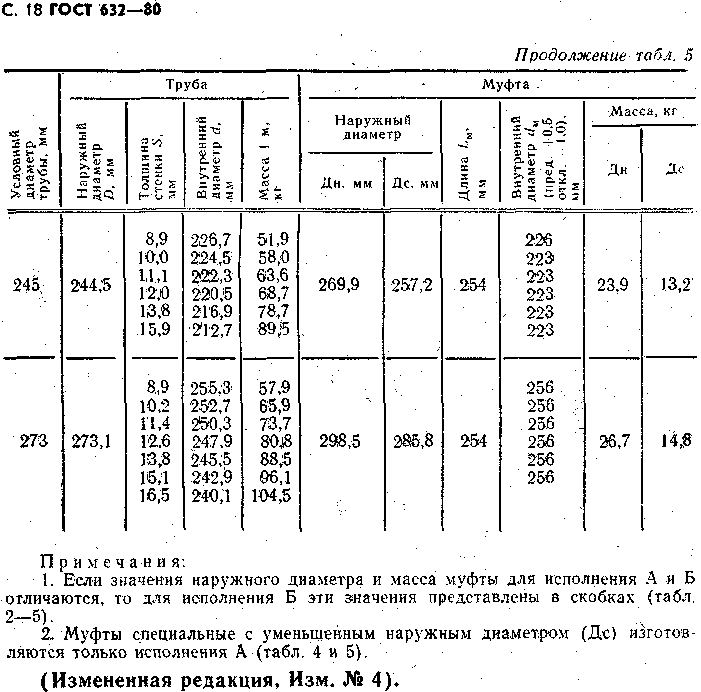 С. 18 ГОСТ 632—80
Продолжение табл. 5
Условный диаметр трубы, мм
Труба
Наружный диаметр D, мм
Толщина стенки S, мм
Внутренний диаметр d, мм
Масса 1 м, кг
Муфта
Наружный диаметр
Дн. мм
Дс. мм
Длина Lм, мм
Внутренний диаметр dм (пред. +0,5 откл. —1,0). мм
Масса, кг
Дн
Дс
245 244,5 269,9 257,2 254 23,9 13,2
8,9 226,7 51,9 226
10,0 224,5 58,0 223
11,1 222,3 63,6 223
12,0 220,5 68,7 223
13,8 216,9 78,7 223
15,9 212,7 89,5 223
273 273,1 298,5 285,8 254 26,7 14,8
8,9 255,3 57,9 256
10,2 252,7 65,9 256
11,4 250,3 73,7 256
12,6 247,9 80,8 256
13,8 245,5 88,5 256
15,1 242,9 96,1 256
16,5 240,1 104,5
Примечания:
1. Если значения наружного диаметра и масса муфты для исполнения А и Б
отличаются, то для исполнения Б эти значения представлены в скобках (табл.
2—5).
2. Муфты специальные с уменьшенным наружным диаметром (Дс) изготов-
ляются только исполнения А (табл. 4 и 5).
(Измененная редакция, Изм. № 4).